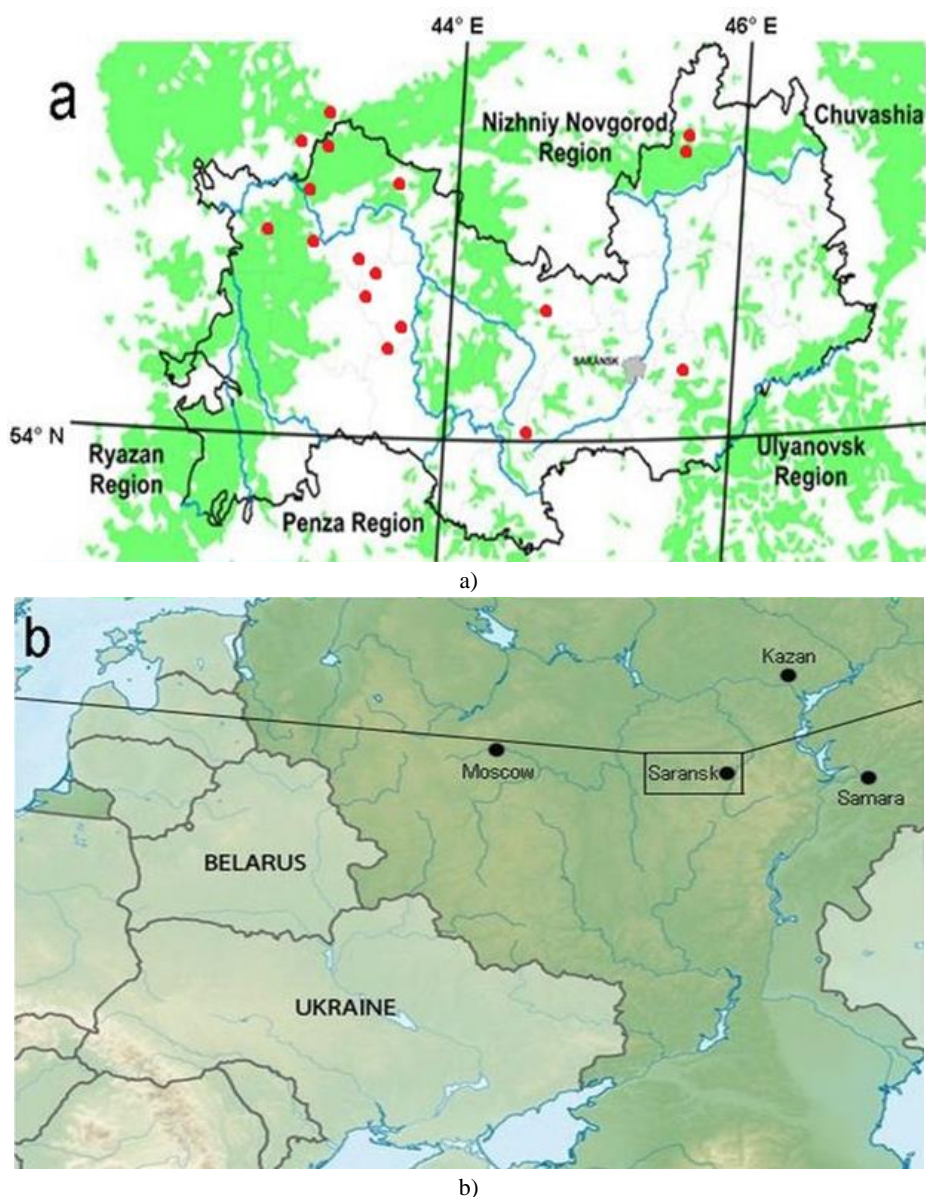 44° E
46° E
a
Nizhniy Novgorod
Region
Chuvashia
SARANSK
54° N
Ryazan
Region
Penza Region
Ulyanovsk
Region
a)
b
Kazan
Moscow
Saransk
Samara
BELARUS
UKRAINE
b)